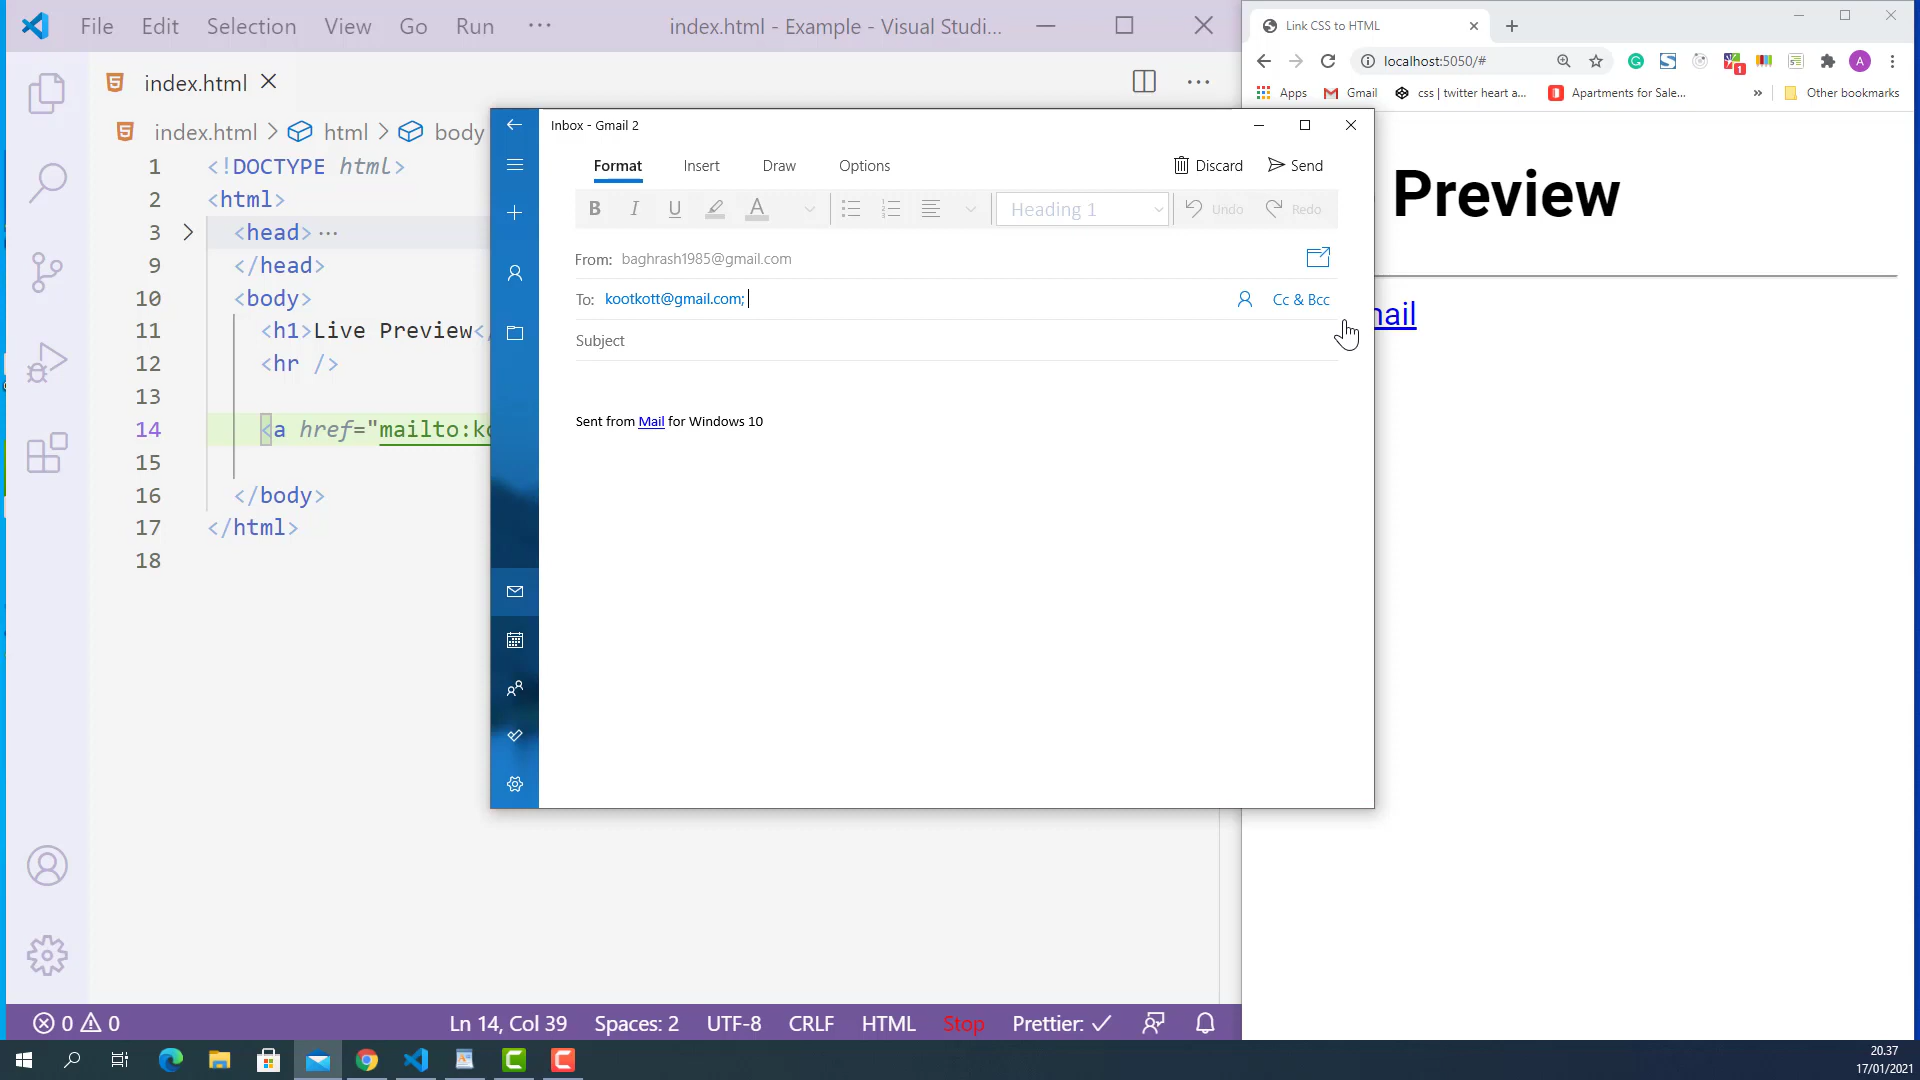 File Edit Selection View Go Run ··· index.html - Example - Visual Studi...
index.html
index.html > html > body
1 <!DOCTYPE html>
2 <html>
3 <head> ···
9 </head>
10 <body>
11 <h1>Live Preview</
12 <hr />
13
14 <a href="mailto:k
15
16 </body>
17 </html>
18
0 0 Ln 14, Col 39 Spaces: 2 UTF-8 CRLF HTML Stop Prettier: ✓
Inbox - Gmail 2
Format Insert Draw Options Discard Send
B I U A Heading 1 Undo Redo
From: baghrash1985@gmail.com
To: kootkott@gmail.com; Cc & Bcc
Subject
Sent from Mail for Windows 10
Link CSS to HTML
localhost:5050/#
1 A
Apps Gmail css | twitter heart a... Apartments for Sale... » Other bookmarks
Preview
ail
20.37
17/01/2021